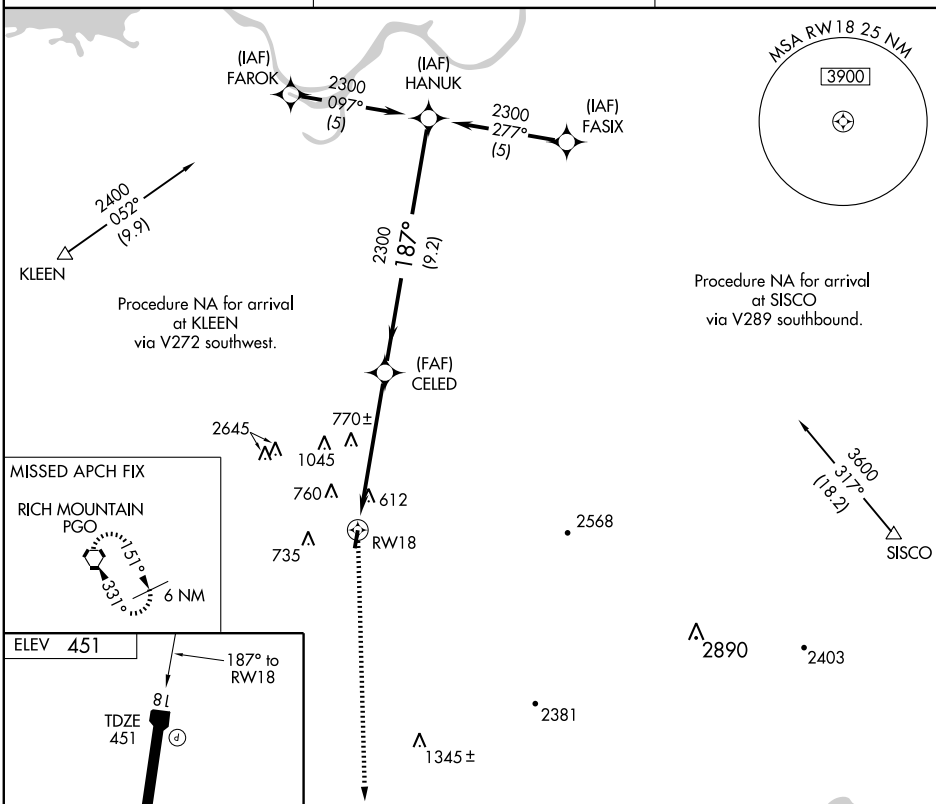 (IAF)
FAROK
2300
097°
(5)
(IAF)
HANUK
2300
277°
(5)
(IAF)
FASIX
MSA RW18 25 NM
3900
2400
052°
(9.9)
KLEEN
2300
187°
(9.2)
Procedure NA for arrival
at KLEEN
via V272 southwest.
Procedure NA for arrival
at SISCO
via V289 southbound.
(FAF)
CELED
2645
1045
770±
760
612
735
RW18
2568
3600
317°
(18.2)
SISCO
2890
2403
2381
1345±
MISSED APCH FIX
RICH MOUNTAIN
PGO
151°
331°
6 NM
ELEV 451
187° to
RW18
18
TDZE
451
P